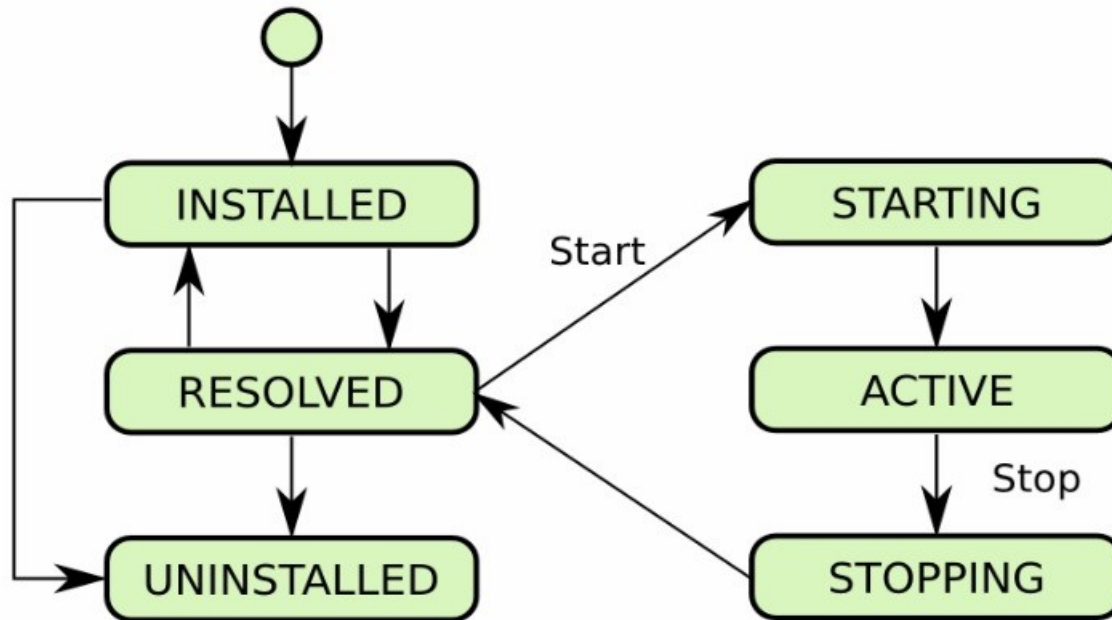 INSTALLED
STARTING
Start
RESOLVED
ACTIVE
Stop
UNINSTALLED
STOPPING